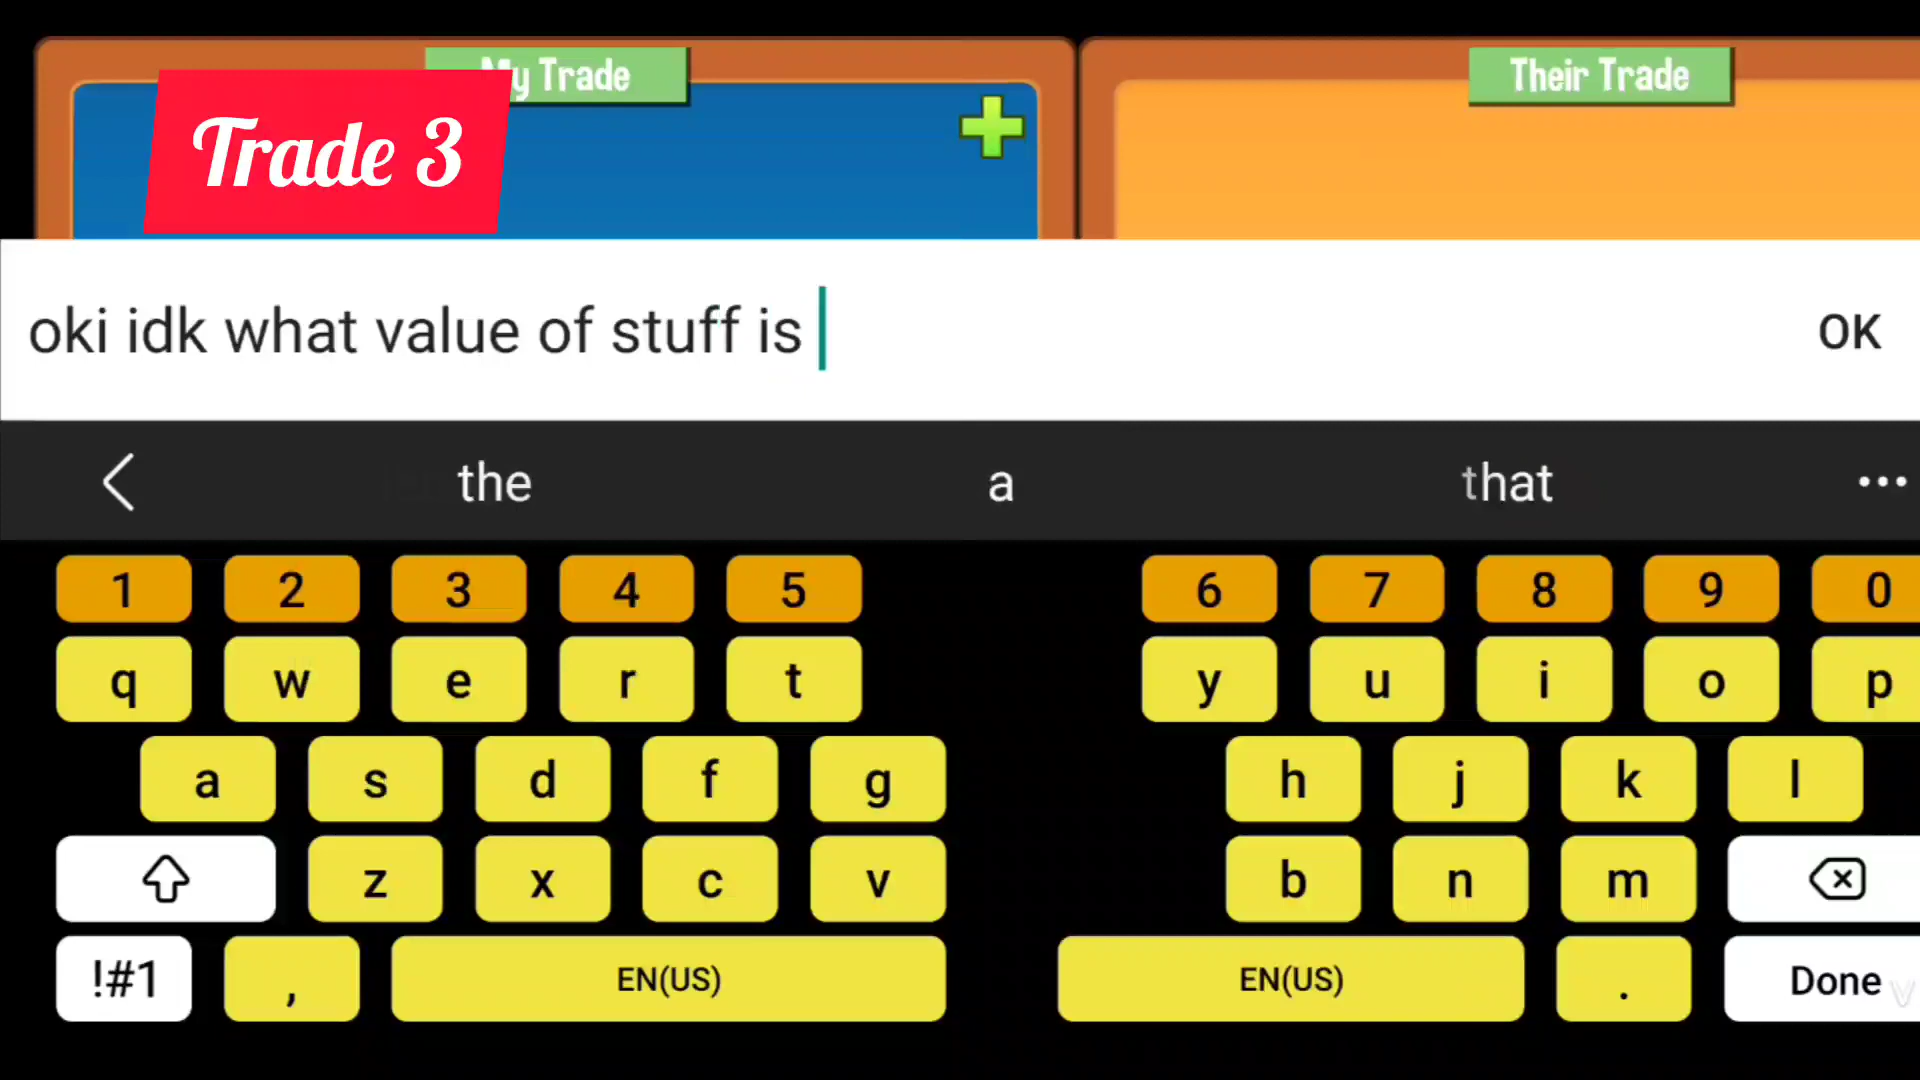 My Trade
Their Trade
Trade 3
oki idk what value of stuff is
OK
the a that
1 2 3 4 5 6 7 8 9 0
q w e r t y u i o p
a s d f g h j k l
z x c v b n m
!#1 , EN(US) EN(US) . Done